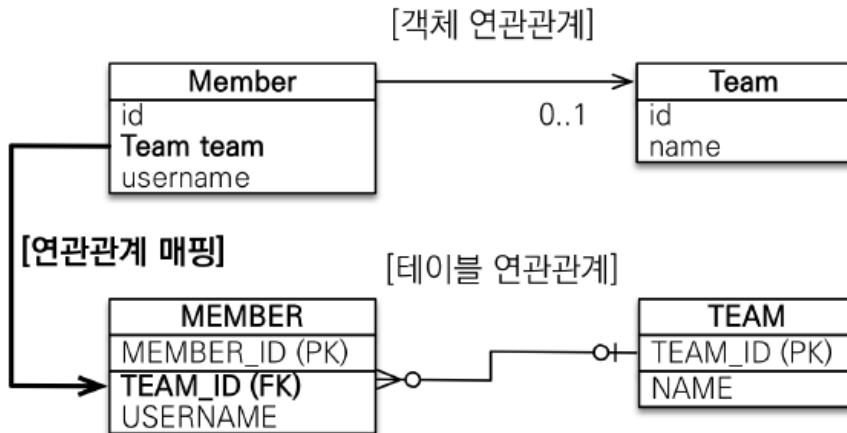 [객체 연관관계]
Member
id
Team team
username
0..1
Team
id
name
[연관관계 매핑]
[테이블 연관관계]
MEMBER
MEMBER_ID (PK)
TEAM_ID (FK)
USERNAME
TEAM
TEAM_ID (PK)
NAME